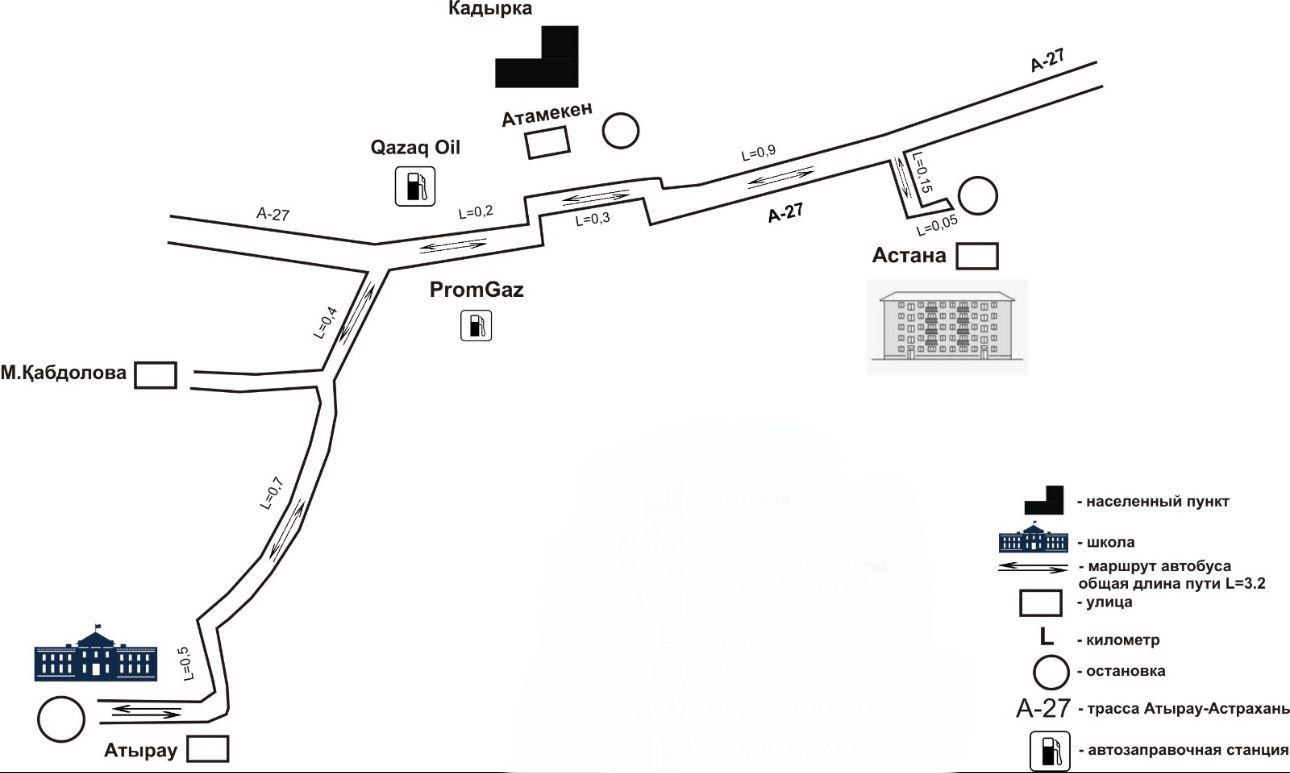 Кадырка
А-27
Атамекен
Qazaq Oil
L=0,9
L=0,15
А-27
L=0,2
L=0,3
А-27
L=0,05
Астана
PromGaz
L=0,4
М.Қабдолова
L=0,7
- населенный пункт
- школа
- маршрут автобуса
общая длина пути L=3.2
- улица
L - километр
- остановка
А-27 - трасса Атырау-Астрахань
- автозаправочная станция
L=0,5
Атырау